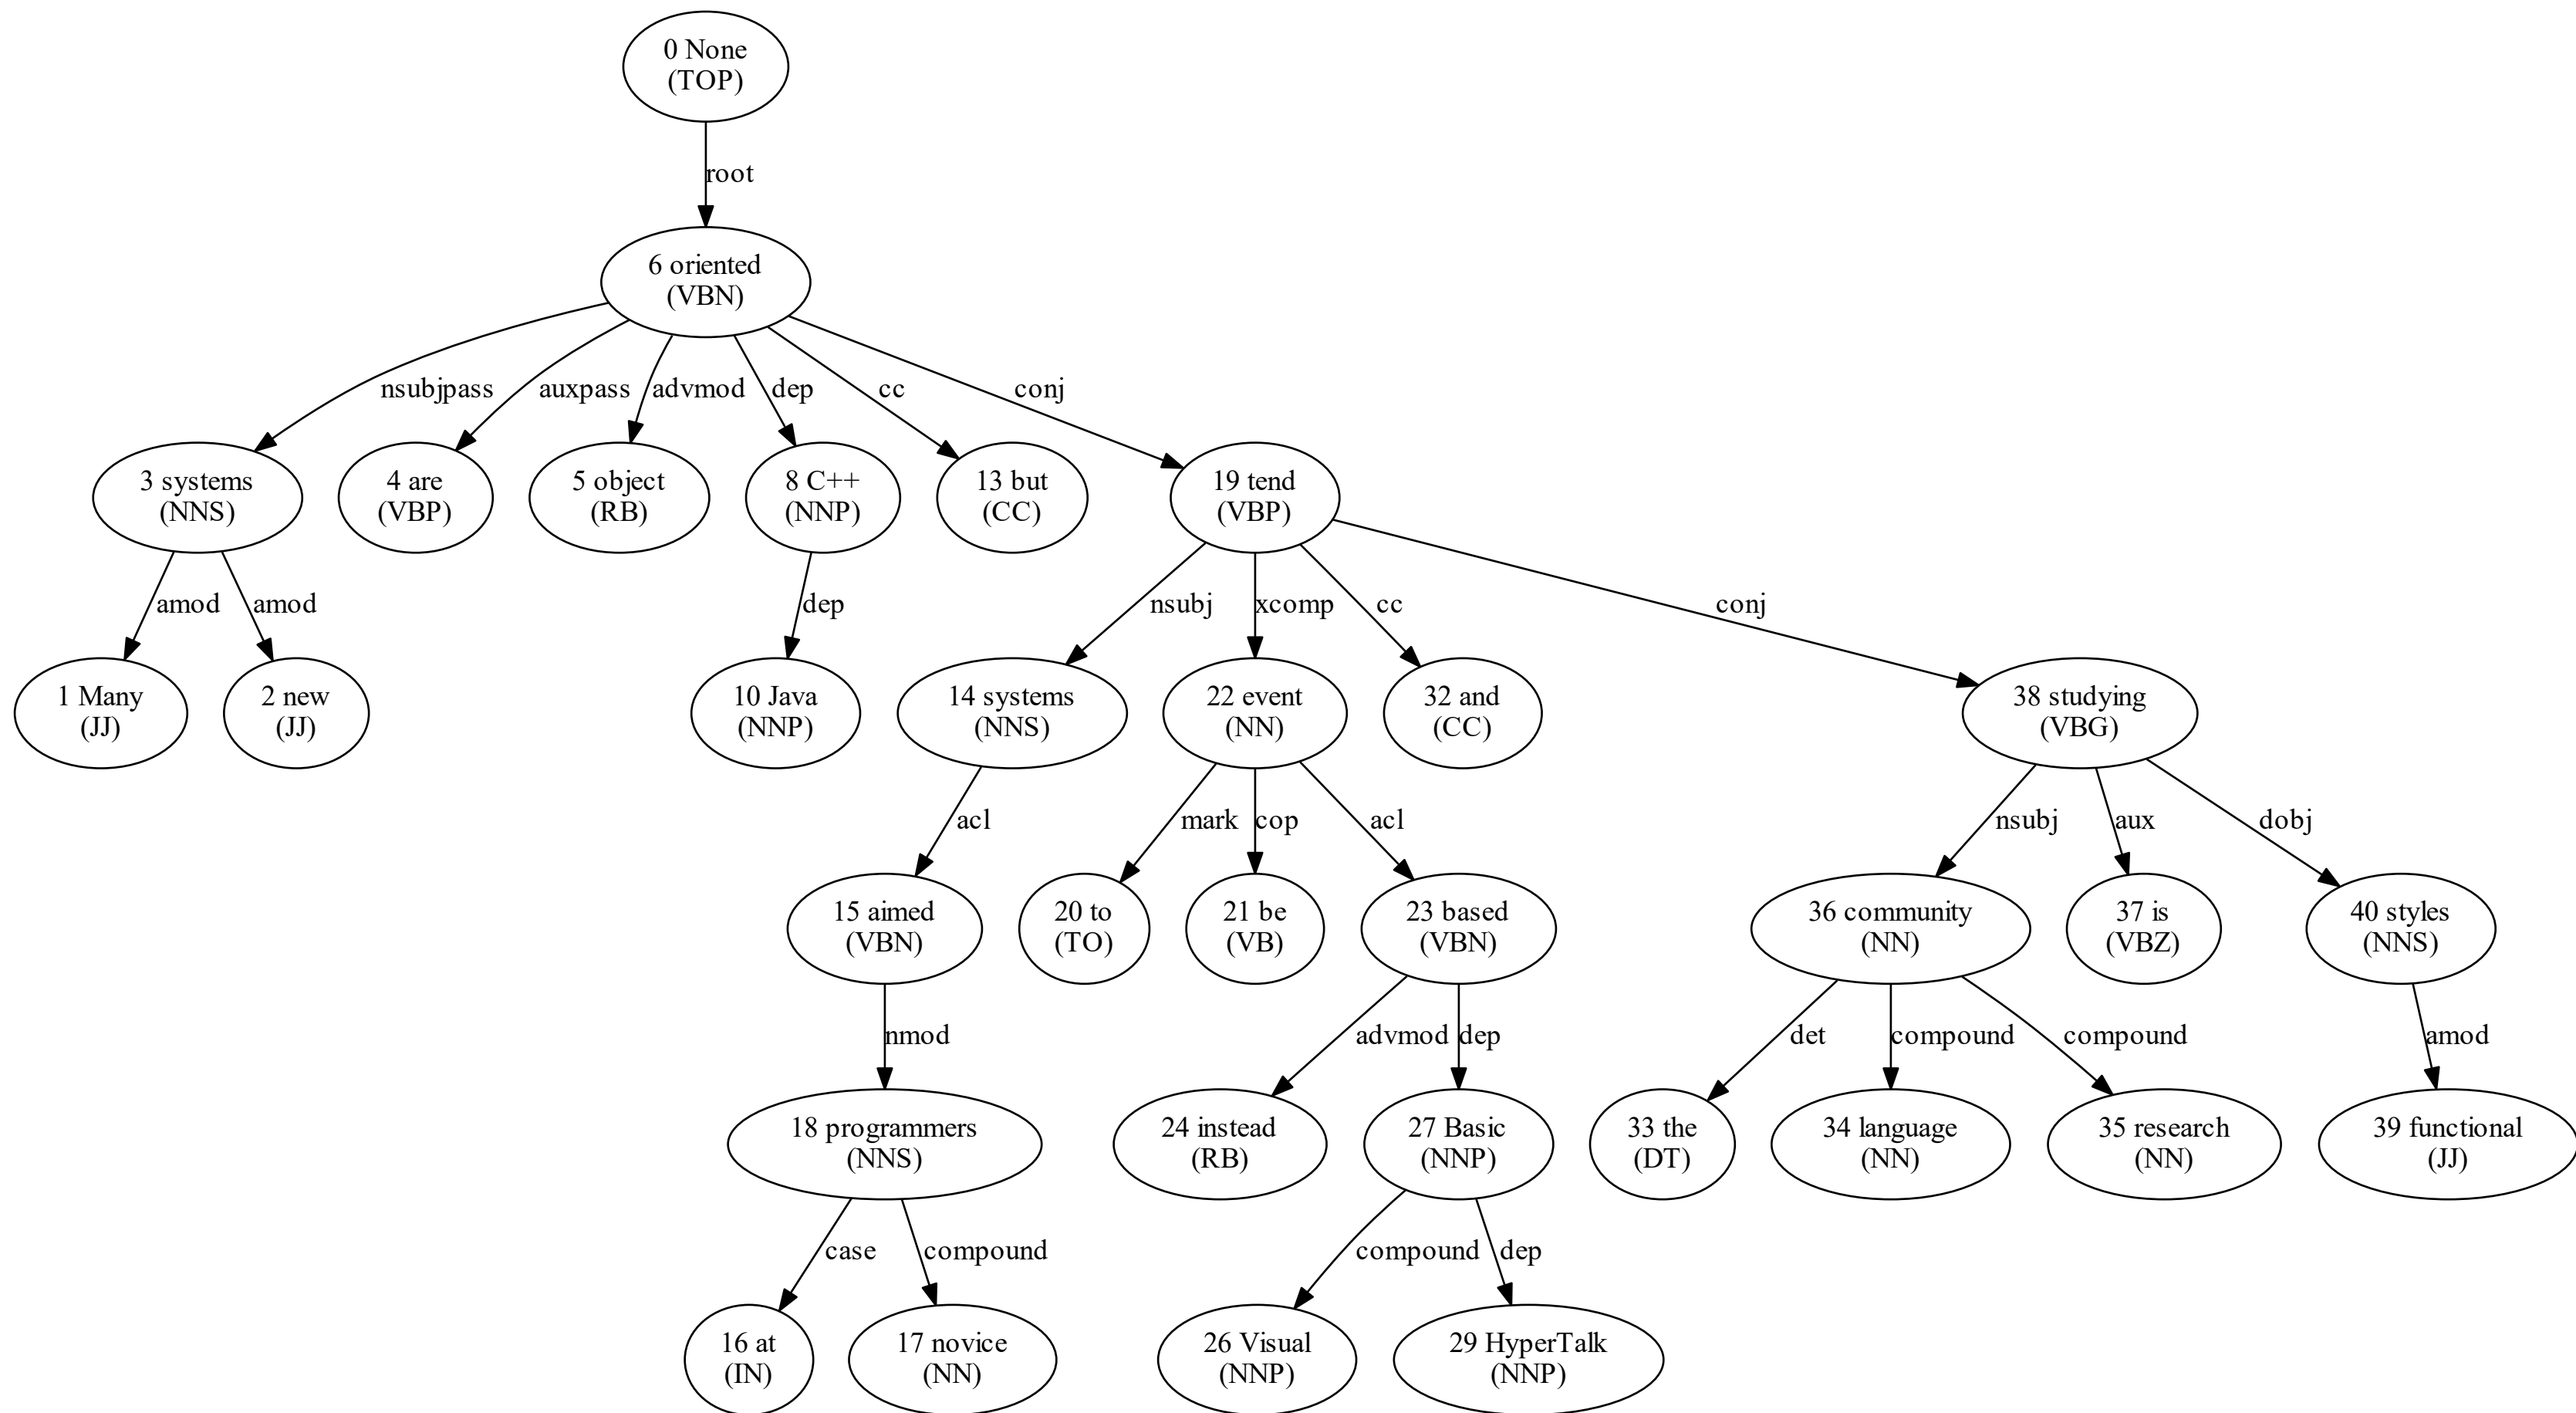 0 None
(TOP)
root
6 oriented
(VBN)
nsubjpass
auxpass
advmod
dep
cc
conj
3 systems
(NNS)
4 are
(VBP)
5 object
(RB)
8 C++
(NNP)
13 but
(CC)
19 tend
(VBP)
amod
amod
dep
nsubj
xcomp
cc
conj
1 Many
(JJ)
2 new
(JJ)
10 Java
(NNP)
14 systems
(NNS)
22 event
(NN)
32 and
(CC)
38 studying
(VBG)
acl
mark
cop
acl
nsubj
aux
dobj
15 aimed
(VBN)
20 to
(TO)
21 be
(VB)
23 based
(VBN)
36 community
(NN)
37 is
(VBZ)
40 styles
(NNS)
nmod
advmod
dep
det
compound
compound
amod
18 programmers
(NNS)
24 instead
(RB)
27 Basic
(NNP)
33 the
(DT)
34 language
(NN)
35 research
(NN)
39 functional
(JJ)
case
compound
compound
dep
16 at
(IN)
17 novice
(NN)
26 Visual
(NNP)
29 HyperTalk
(NNP)